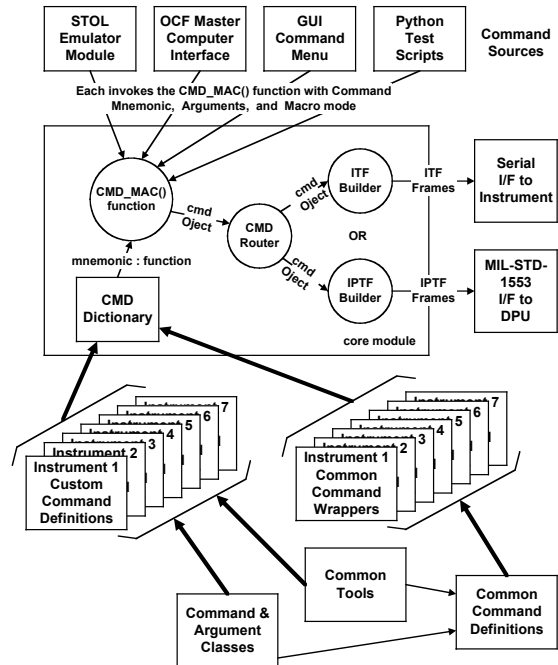 STOL
Emulator
Module
OCF Master
Computer
Interface
GUI
Command
Menu
Python
Test
Scripts
Command
Sources
Each invokes the CMD_MAC() function with Command
Mnemonic, Arguments, and Macro mode
CMD_MAC()
function
cmd
Oject
CMD
Router
cmd
Oject
ITF
Builder
ITF
Frames
Serial
I/F to
Instrument
OR
cmd
Oject
IPTF
Builder
IPTF
Frames
MIL-STD-
1553
I/F to
DPU
mnemonic : function
CMD
Dictionary
core module
Instrument 7
Instrument 6
Instrument 5
Instrument 4
Instrument 3
Instrument 2
Instrument 1
Custom
Command
Definitions
Instrument 7
Instrument 6
Instrument 5
Instrument 4
Instrument 3
Instrument 2
Instrument 1
Common
Command
Wrappers
Common
Tools
Command &
Argument
Classes
Common
Command
Definitions